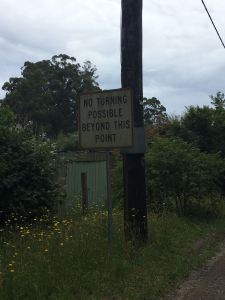 NO TURNING
POSSIBLE
BEYOND THIS
POINT